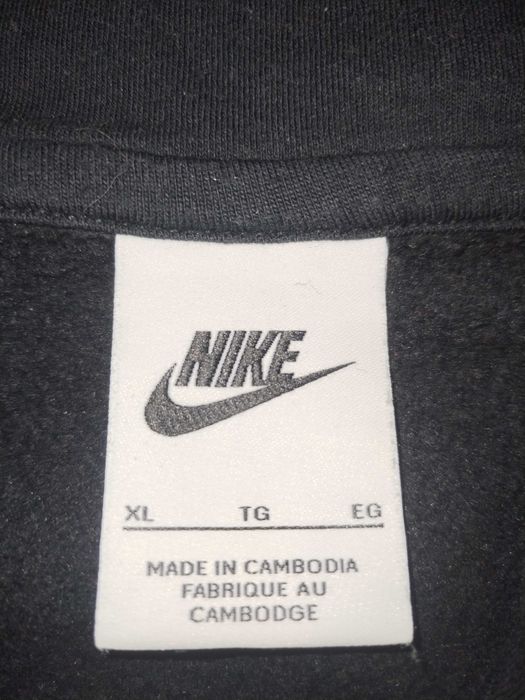 NIKE
XL TG EG
MADE IN CAMBODIA
FABRIQUE AU
CAMBODGE